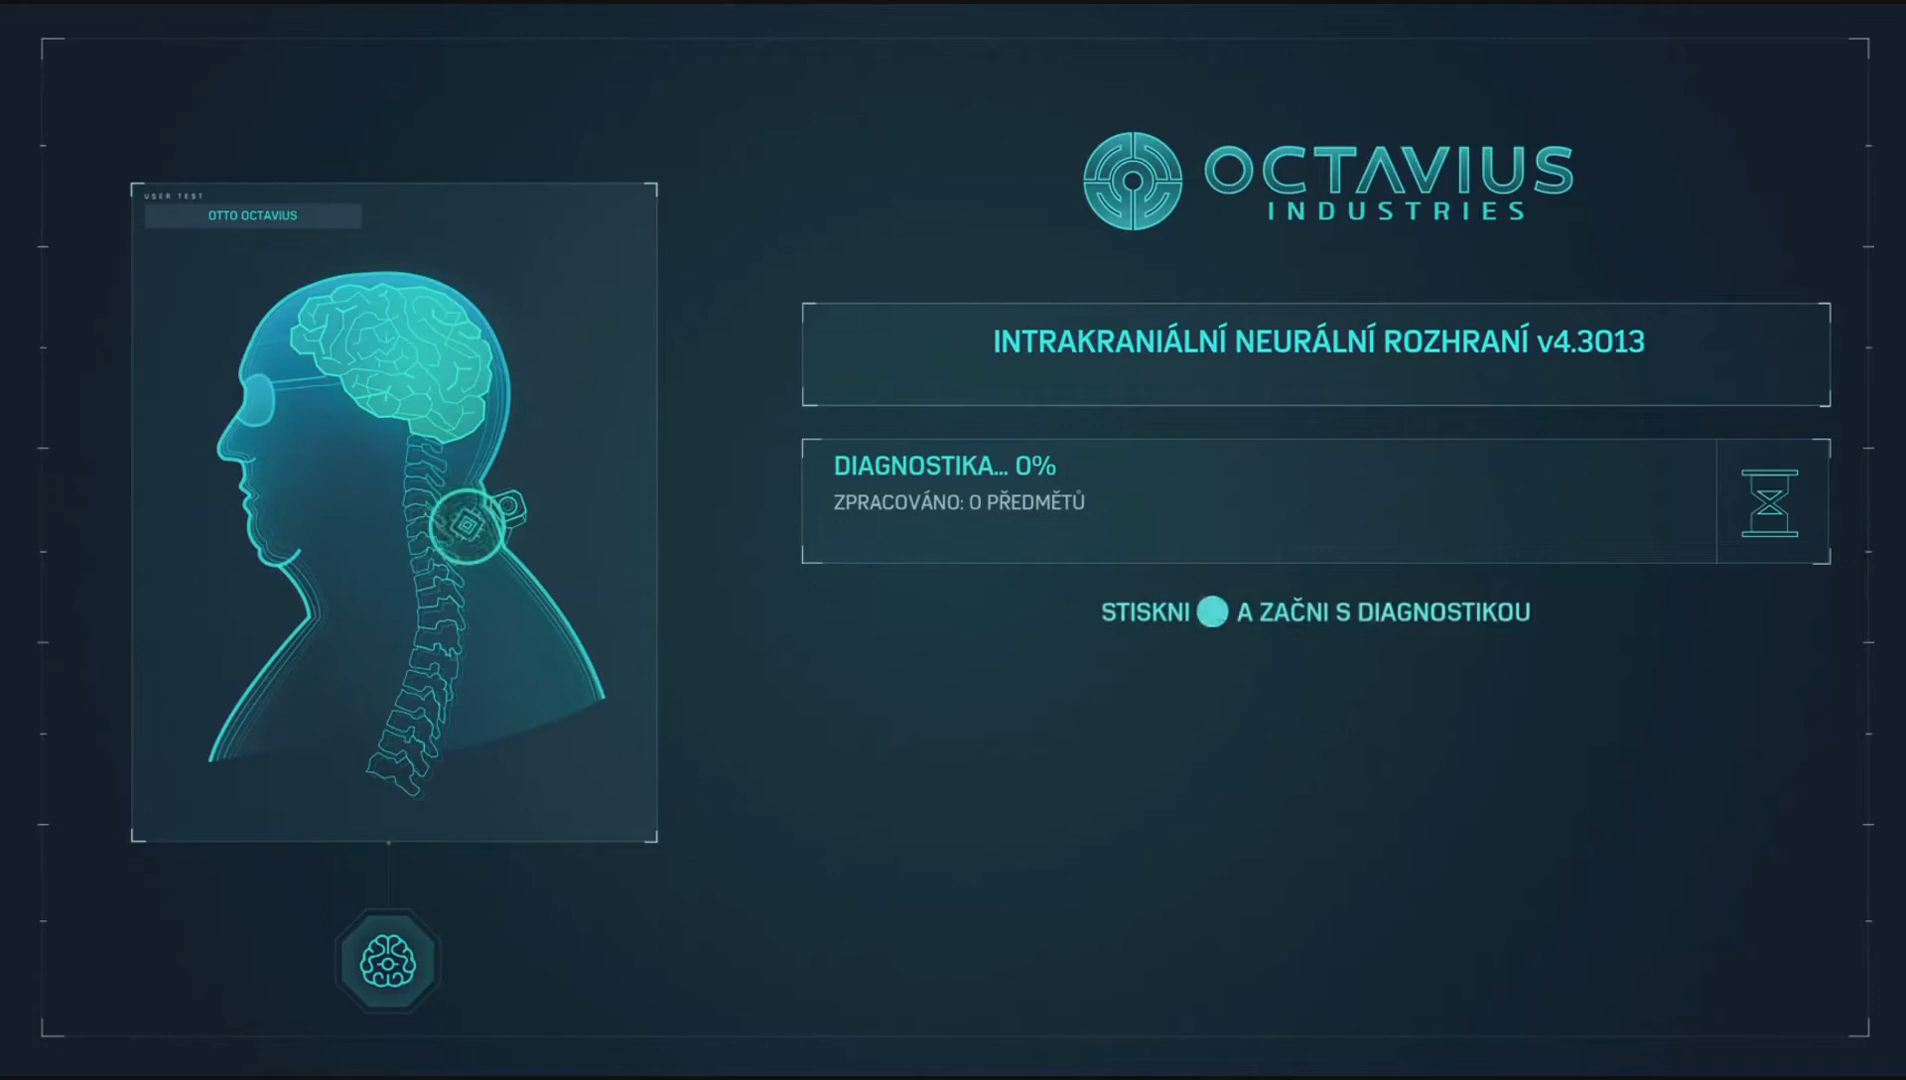 USER TEST
OTTO OCTAVIUS
OCTAVIUS
INDUSTRIES
INTRAKRANIÁLNÍ NEURÁLNÍ ROZHRANÍ v4.3013
DIAGNOSTIKA... 0%
ZPRACOVÁNO: 0 PŘEDMĚTŮ
STISKNI A ZAČNI S DIAGNOSTIKOU